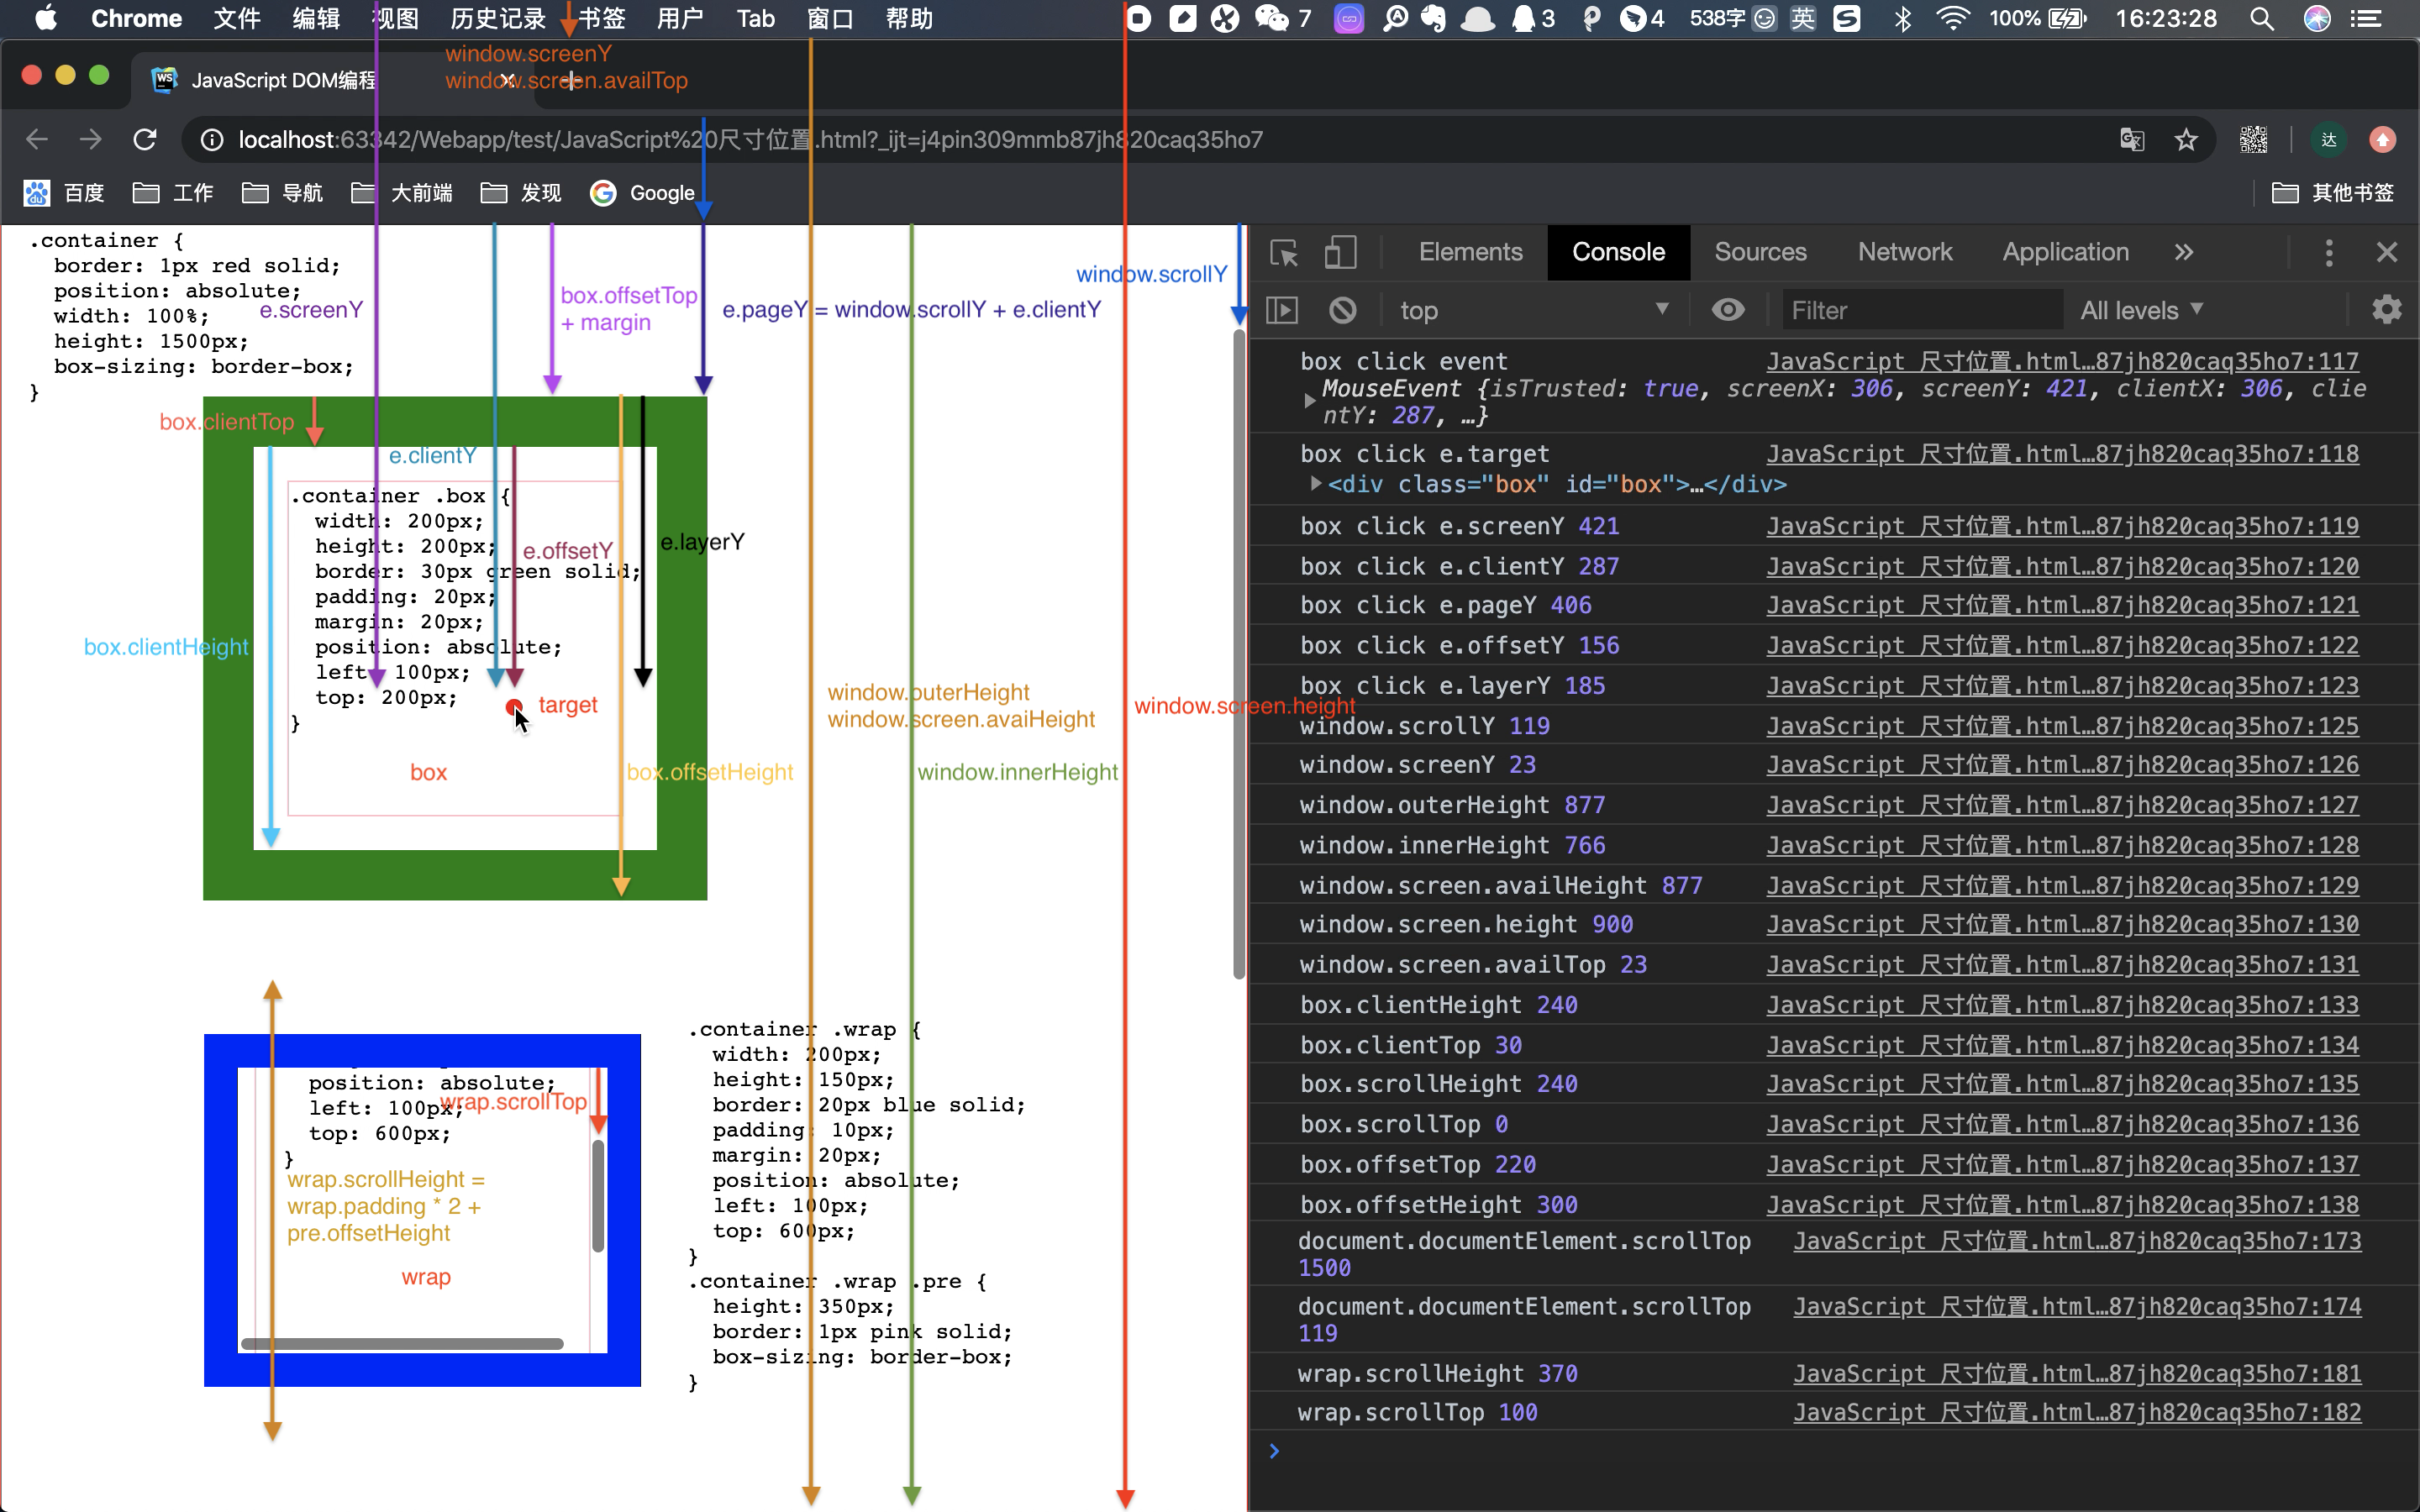 Chrome 文件 编辑 视图 历史记录 书签 用户 Tab 窗口 帮助 7 3 4 538字 英 100% 16:23:28
window.screenY
JavaScript DOM编程
window.screen.availTop
localhost:63342/Webapp/test/JavaScript%20尺寸位置.html?_ijt=j4pin309mmb87jh820caq35ho7
达
百度 工作 导航 大前端 发现 Google 其他书签
.container {
border: 1px red solid;
position: absolute;
width: 100%;
height: 1500px;
box-sizing: border-box;
}
e.screenY
box.offsetTop
+ margin
e.pageY = window.scrollY + e.clientY
window.scrollY
box.clientTop
e.clientY
.container .box {
width: 200px;
height: 200px;
border: 30px green solid;
padding: 20px;
margin: 20px;
position: absolute;
left: 100px;
top: 200px;
}
e.offsetY
e.layerY
box.clientHeight
target
box
box.offsetHeight
window.outerHeight
window.screen.avaiHeight
window.innerHeight
window.screen.height
position: absolute;
left: 100px;
top: 600px;
}
wrap.scrollTop
wrap.scrollHeight =
wrap.padding * 2 +
pre.offsetHeight
wrap
.container .wrap {
width: 200px;
height: 150px;
border: 20px blue solid;
padding: 10px;
margin: 20px;
position: absolute;
left: 100px;
top: 600px;
}
.container .wrap .pre {
height: 350px;
border: 1px pink solid;
box-sizing: border-box;
}
Elements Console Sources Network Application
top Filter All levels
box click event JavaScript 尺寸位置.html…87jh820caq35ho7:117
MouseEvent {isTrusted: true, screenX: 306, screenY: 421, clientX: 306, clie
ntY: 287, …}
box click e.target JavaScript 尺寸位置.html…87jh820caq35ho7:118
<div class="box" id="box">…</div>
box click e.screenY 421 JavaScript 尺寸位置.html…87jh820caq35ho7:119
box click e.clientY 287 JavaScript 尺寸位置.html…87jh820caq35ho7:120
box click e.pageY 406 JavaScript 尺寸位置.html…87jh820caq35ho7:121
box click e.offsetY 156 JavaScript 尺寸位置.html…87jh820caq35ho7:122
box click e.layerY 185 JavaScript 尺寸位置.html…87jh820caq35ho7:123
window.scrollY 119 JavaScript 尺寸位置.html…87jh820caq35ho7:125
window.screenY 23 JavaScript 尺寸位置.html…87jh820caq35ho7:126
window.outerHeight 877 JavaScript 尺寸位置.html…87jh820caq35ho7:127
window.innerHeight 766 JavaScript 尺寸位置.html…87jh820caq35ho7:128
window.screen.availHeight 877 JavaScript 尺寸位置.html…87jh820caq35ho7:129
window.screen.height 900 JavaScript 尺寸位置.html…87jh820caq35ho7:130
window.screen.availTop 23 JavaScript 尺寸位置.html…87jh820caq35ho7:131
box.clientHeight 240 JavaScript 尺寸位置.html…87jh820caq35ho7:133
box.clientTop 30 JavaScript 尺寸位置.html…87jh820caq35ho7:134
box.scrollHeight 240 JavaScript 尺寸位置.html…87jh820caq35ho7:135
box.scrollTop 0 JavaScript 尺寸位置.html…87jh820caq35ho7:136
box.offsetTop 220 JavaScript 尺寸位置.html…87jh820caq35ho7:137
box.offsetHeight 300 JavaScript 尺寸位置.html…87jh820caq35ho7:138
document.documentElement.scrollTop JavaScript 尺寸位置.html…87jh820caq35ho7:173
1500
document.documentElement.scrollTop JavaScript 尺寸位置.html…87jh820caq35ho7:174
119
wrap.scrollHeight 370 JavaScript 尺寸位置.html…87jh820caq35ho7:181
wrap.scrollTop 100 JavaScript 尺寸位置.html…87jh820caq35ho7:182